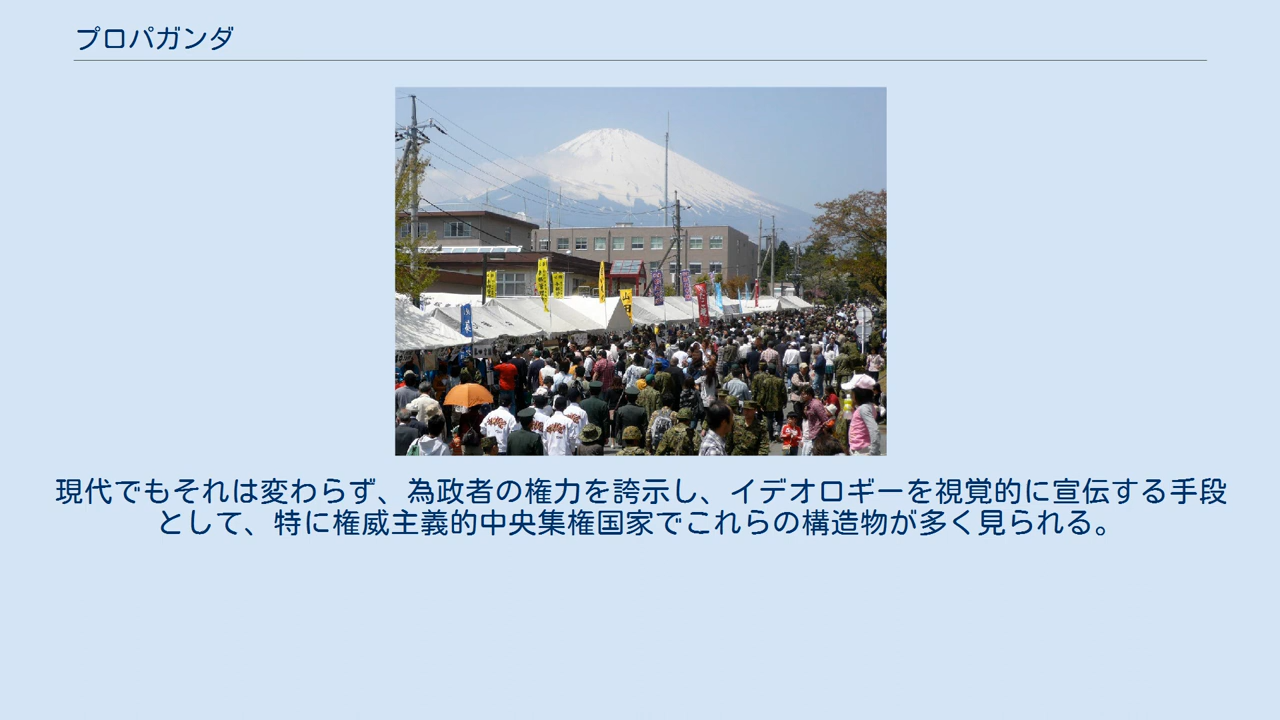 プロパガンダ
現代でもそれは変わらず、為政者の権力を誇示し、イデオロギーを視覚的に宣伝する手段
として、特に権威主義的中央集権国家でこれらの構造物が多く見られる。